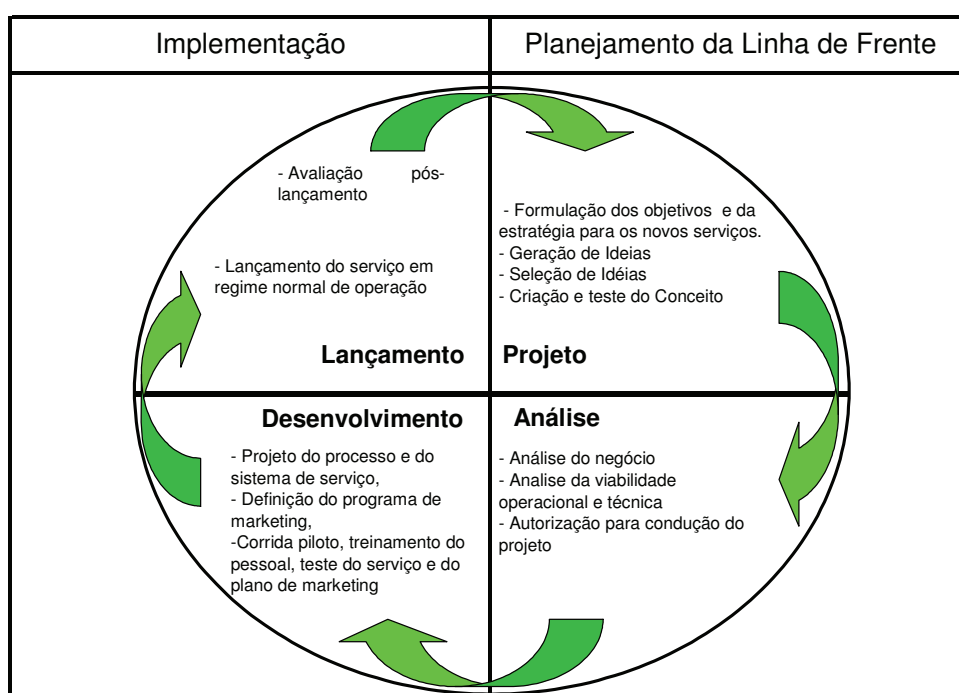 Implementação
Planejamento da Linha de Frente
- Avaliação pós-
lançamento
- Lançamento do serviço em
regime normal de operação
Lançamento
- Formulação dos objetivos e da
estratégia para os novos serviços.
- Geração de Ideias
- Seleção de Idéias
- Criação e teste do Conceito
Projeto
Desenvolvimento
- Projeto do processo e do
sistema de serviço,
- Definição do programa de
marketing,
-Corrida piloto, treinamento do
pessoal, teste do serviço e do
plano de marketing
Análise
- Análise do negócio
- Analise da viabilidade
operacional e técnica
- Autorização para condução do
projeto